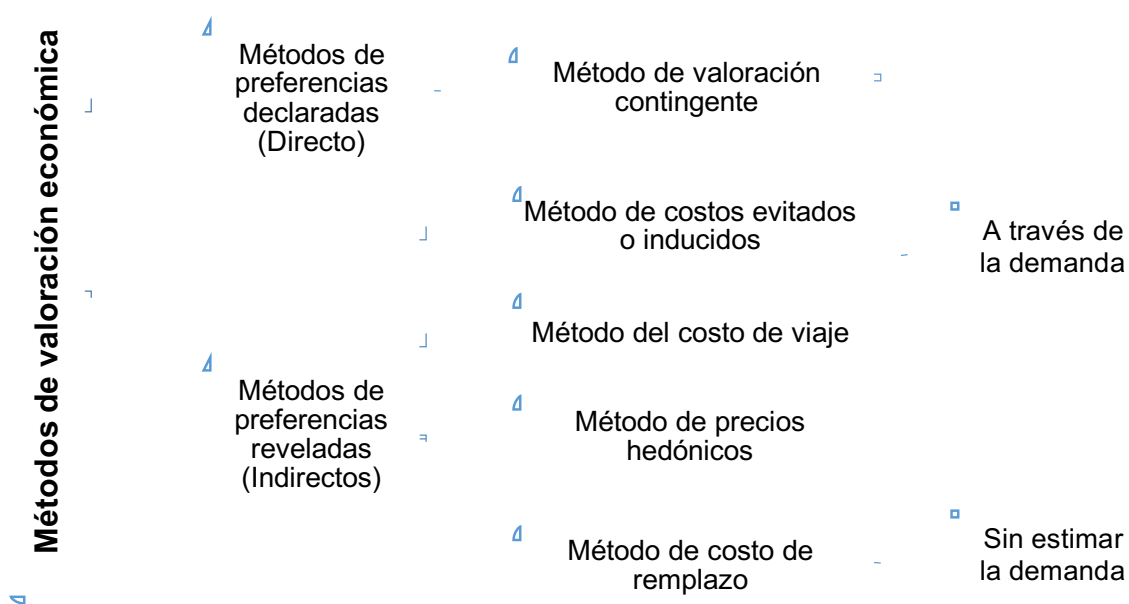 Métodos de valoración económica
Métodos de
preferencias
declaradas
(Directo)
Método de valoración
contingente
Método de costos evitados
o inducidos
A través de
la demanda
Método del costo de viaje
Métodos de
preferencias
reveladas
(Indirectos)
Método de precios
hedónicos
Método de costo de
remplazo
Sin estimar
la demanda